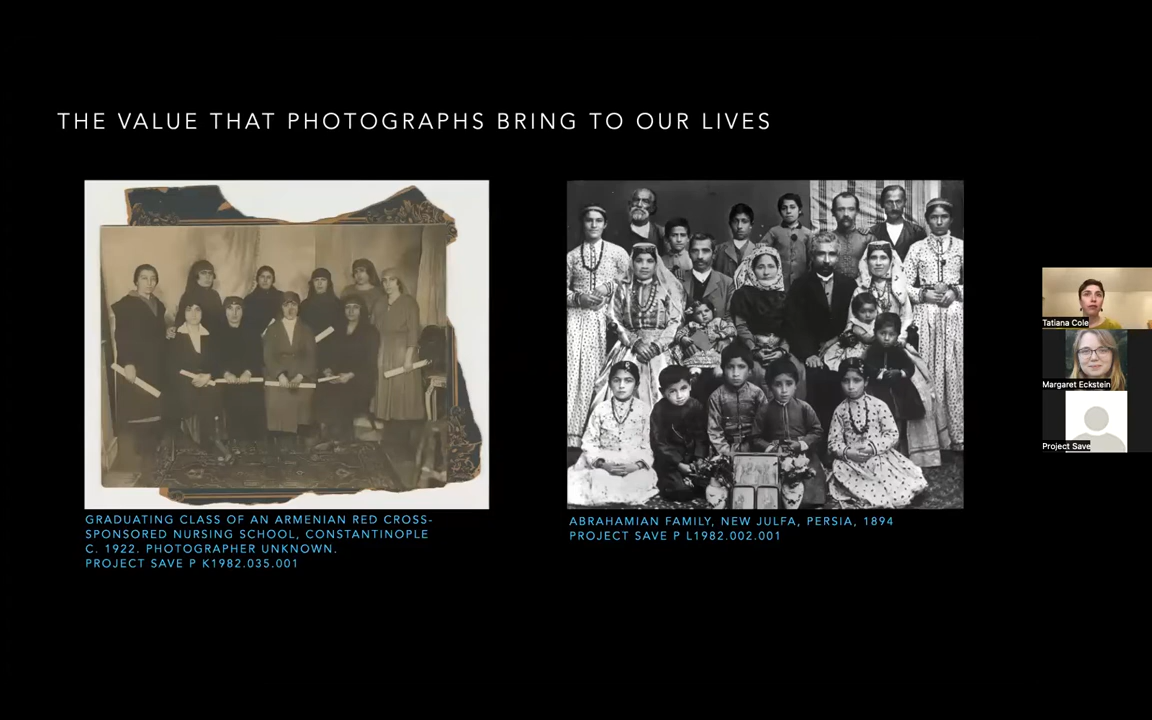 THE VALUE THAT PHOTOGRAPHS BRING TO OUR LIVES
GRADUATING CLASS OF AN ARMENIAN RED CROSS-
SPONSORED NURSING SCHOOL, CONSTANTINOPLE
C. 1922. PHOTOGRAPHER UNKNOWN.
PROJECT SAVE P K1982.035.001
ABRAHAMIAN FAMILY, NEW JULFA, PERSIA, 1894
PROJECT SAVE P L1982.002.001
Tatiana Cole
Margaret Eckstein
Project Save